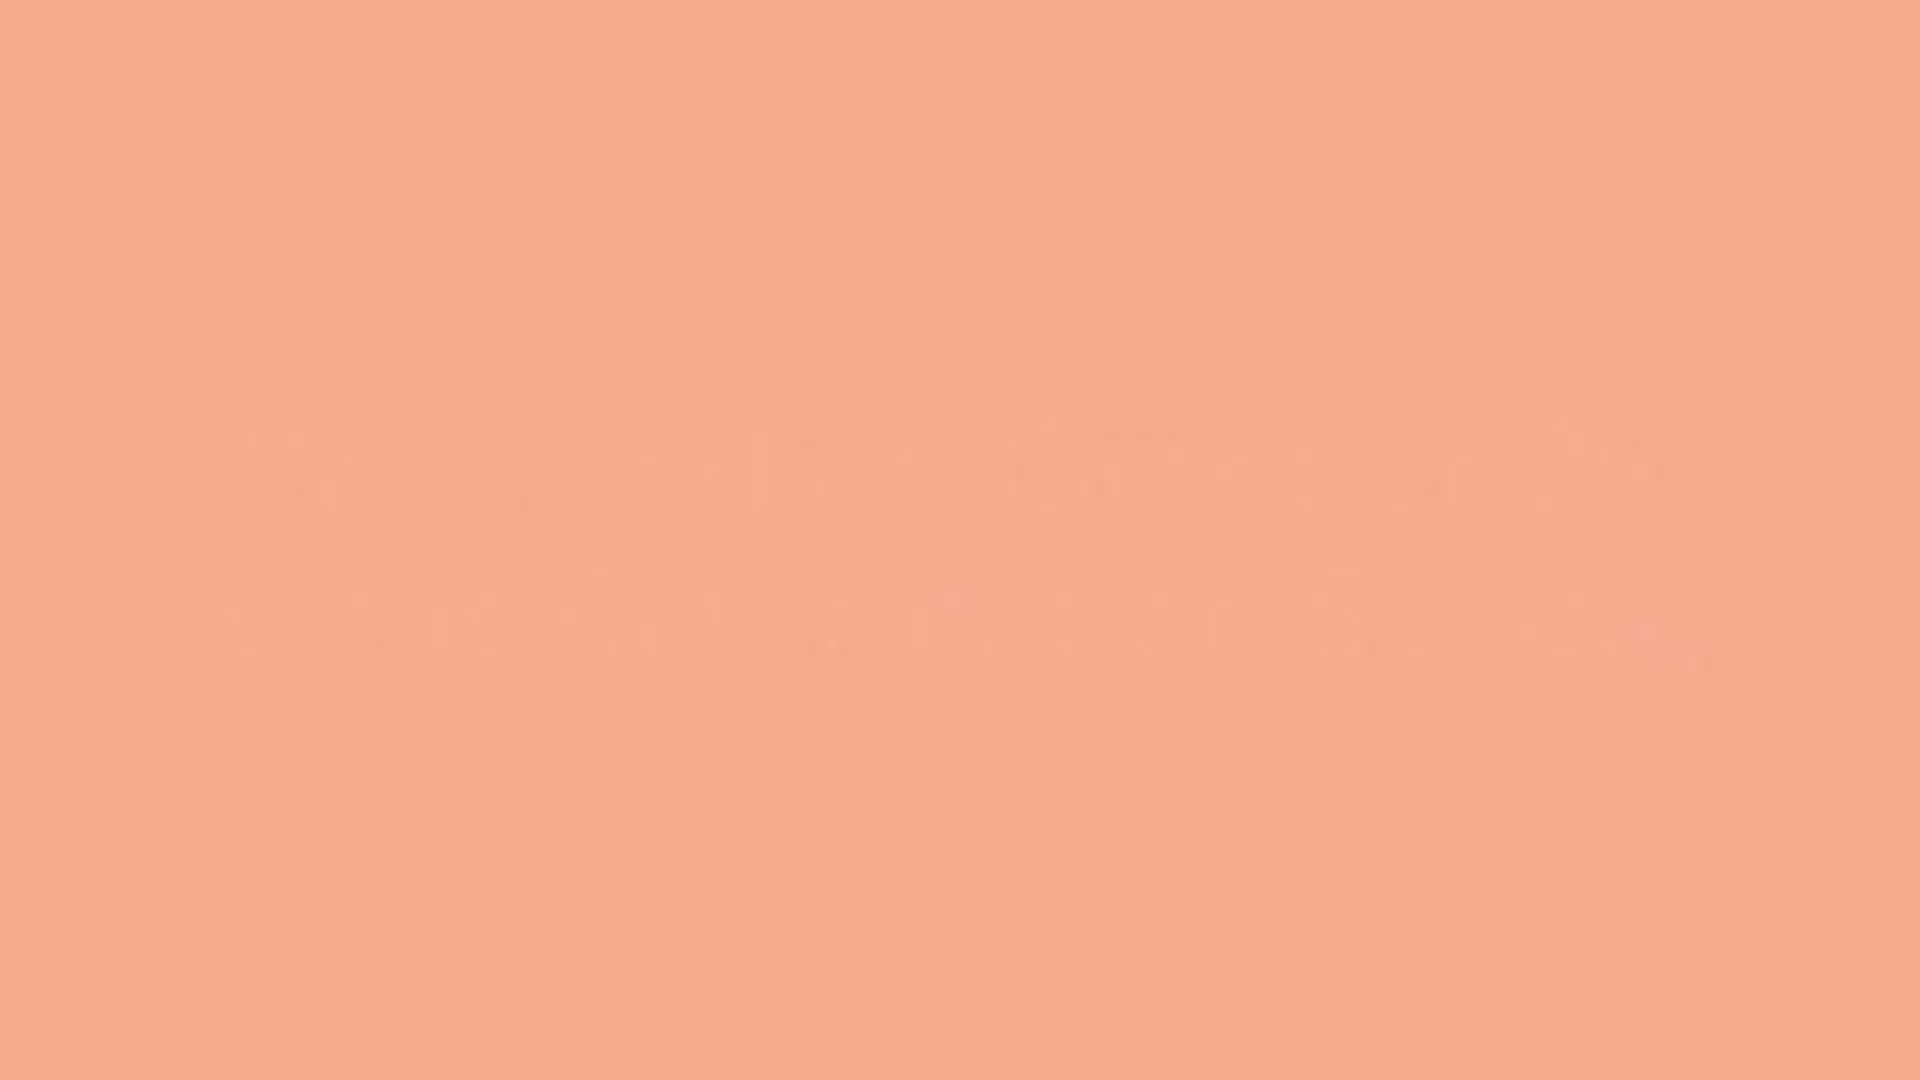 Wear red on October 29
as it is Reformation Sunday.